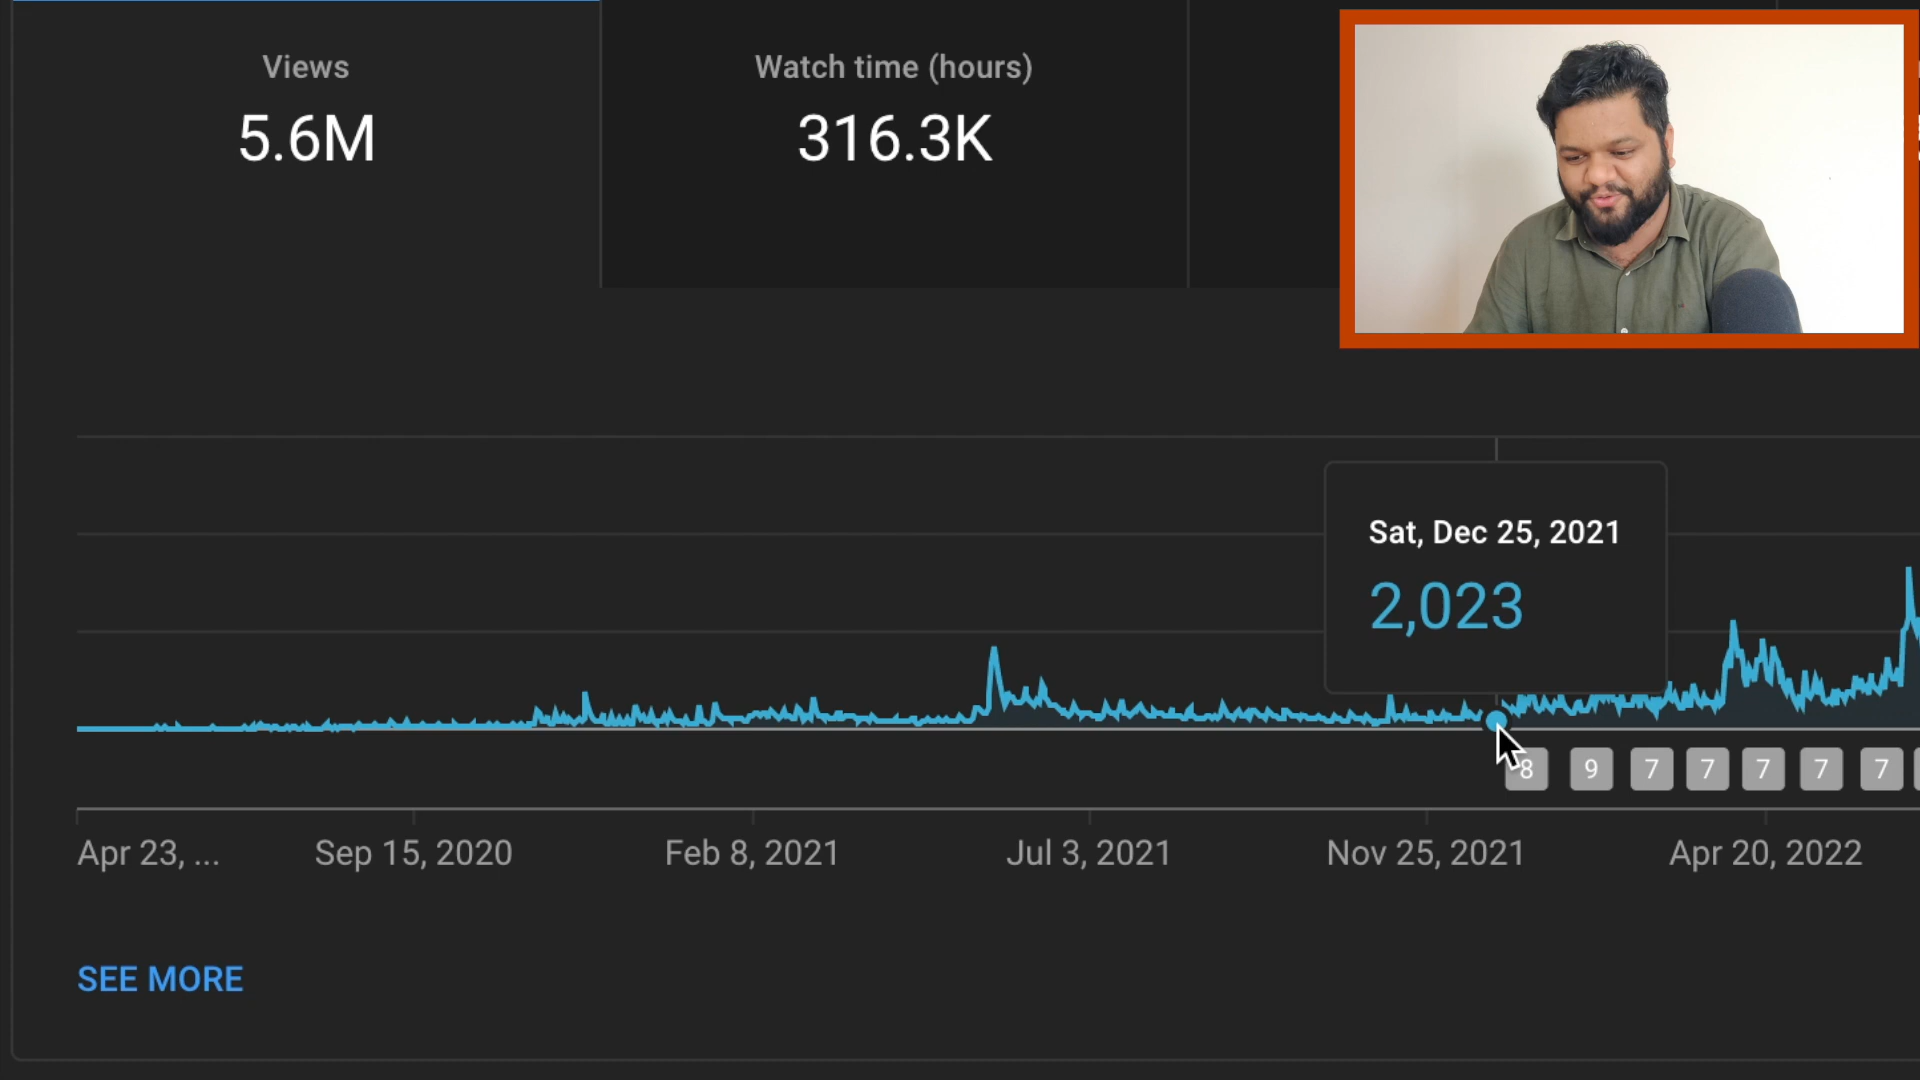 Views
5.6M
Watch time (hours)
316.3K
Sat, Dec 25, 2021
2,023
8 9 7 7 7 7 7
Apr 23, ... Sep 15, 2020 Feb 8, 2021 Jul 3, 2021 Nov 25, 2021 Apr 20, 2022
SEE MORE